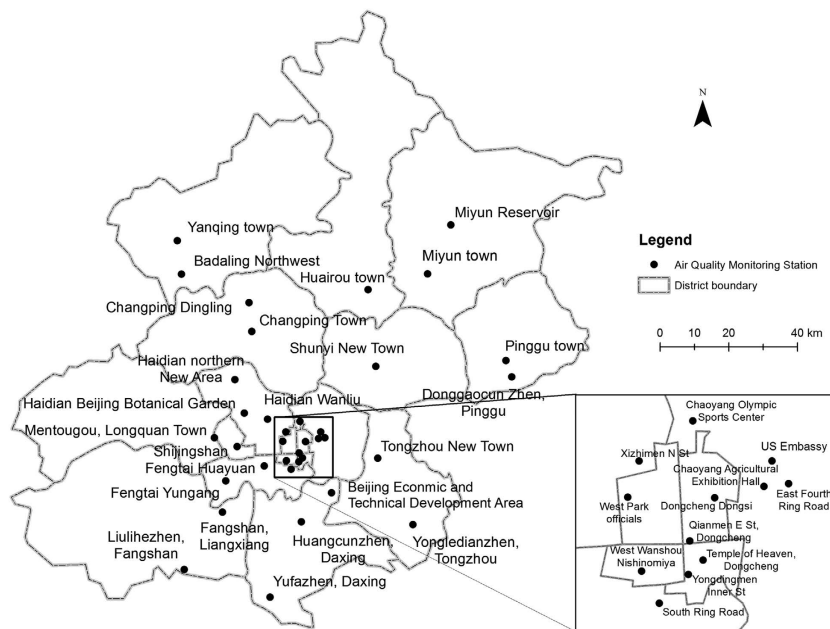 N
Miyun Reservoir
Yanqing town
Legend
Miyun town
Badaling Northwest
Air Quality Monitoring Station
Huairou town
District boundary
Changping Dingling
Changping Town
0 10 20 40 km
Shunyi New Town
Pinggu town
Haidian northern
New Area
Donggaocun Zhen,
Pinggu
Haidian Wanliu
Haidian Beijing Botanical Garden
Mentougou, Longquan Town
Shijingshan
Tongzhou New Town
Fengtai Huayuan
Fengtai Yungang
Beijing Econmic and
Technical Development Area
Fangshan,
Liangxiang
Huangcunzhen,
Daxing
Yongledianzhen,
Tongzhou
Liulihezhen,
Fangshan
Yufazhen, Daxing
Chaoyang Olympic
Sports Center
Xizhimen N St
US Embassy
Chaoyang Agricultural
Exhibition Hall
East Fourth
Ring Road
West Park
officials
Dongcheng Dongsi
Qianmen E St,
Dongcheng
West Wanshou
Nishinomiya
Temple of Heaven,
Dongcheng
Yongdingmen
Inner St
South Ring Road